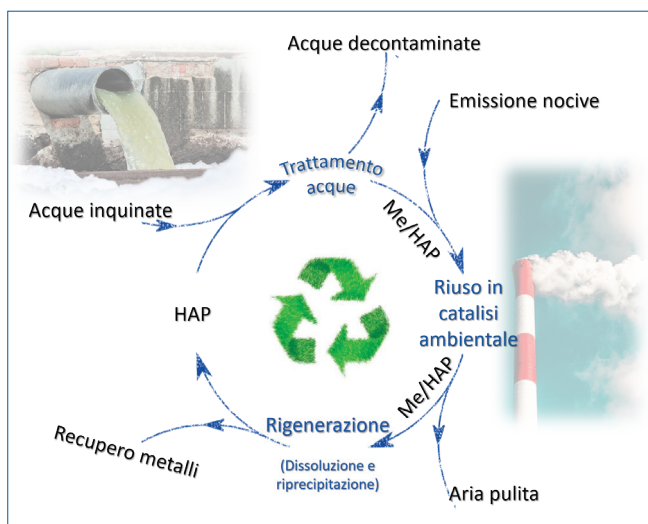 Acque decontaminate
Emissione nocive
Trattamento
acque
Acque inquinate
Me/HAP
HAP
Riuso in
catalisi
ambientale
Me/HAP
Rigenerazione
(Dissoluzione e
riprecipitazione)
Recupero metalli
Aria pulita